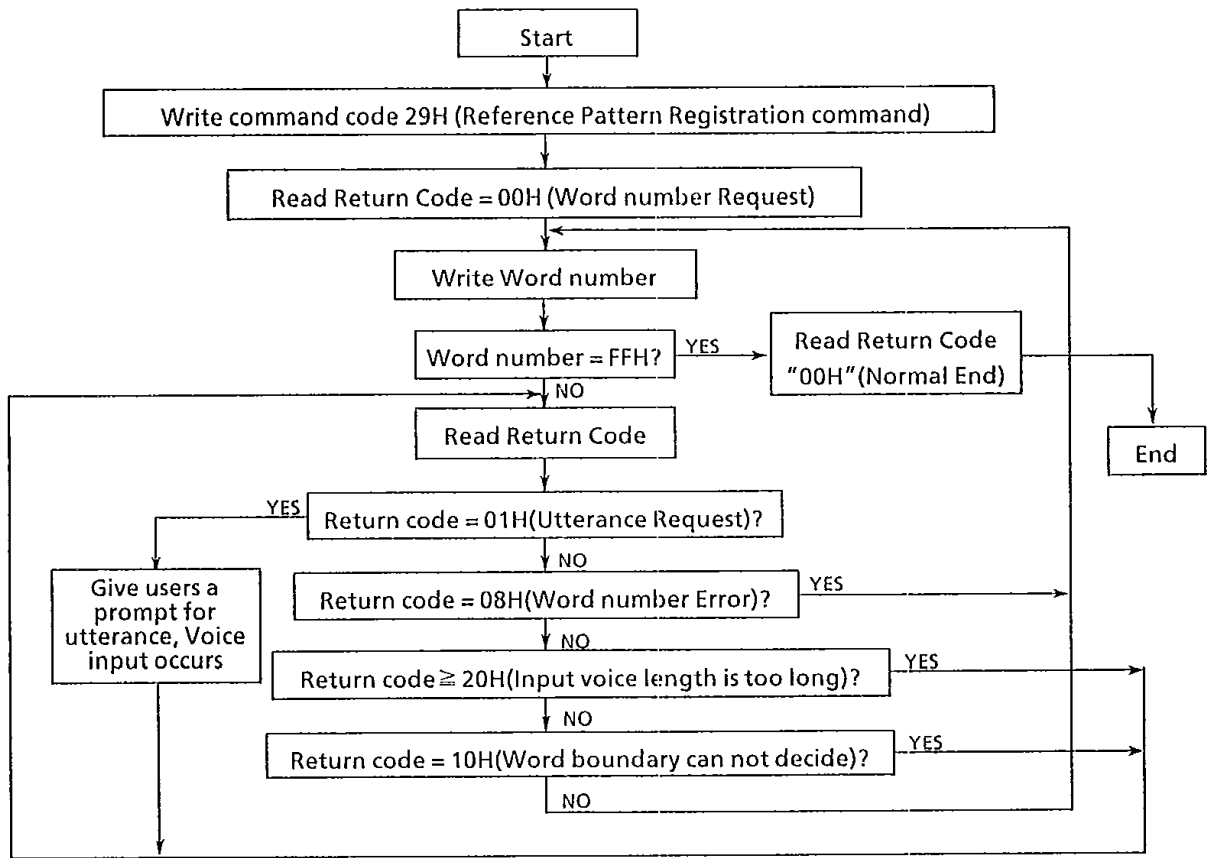 Start
Write command code 29H (Reference Pattern Registration command)
Read Return Code = 00H (Word number Request)
Write Word number
Word number = FFH?
YES
Read Return Code
"00H" (Normal End)
End
NO
Read Return Code
YES
Return code = 01H(Utterance Request)?
NO
Give users a
prompt for
utterance, Voice
input occurs
Return code = 08H(Word number Error)?
YES
NO
Return code ≧ 20H(Input voice length is too long)?
YES
NO
Return code = 10H(Word boundary can not decide)?
YES
NO